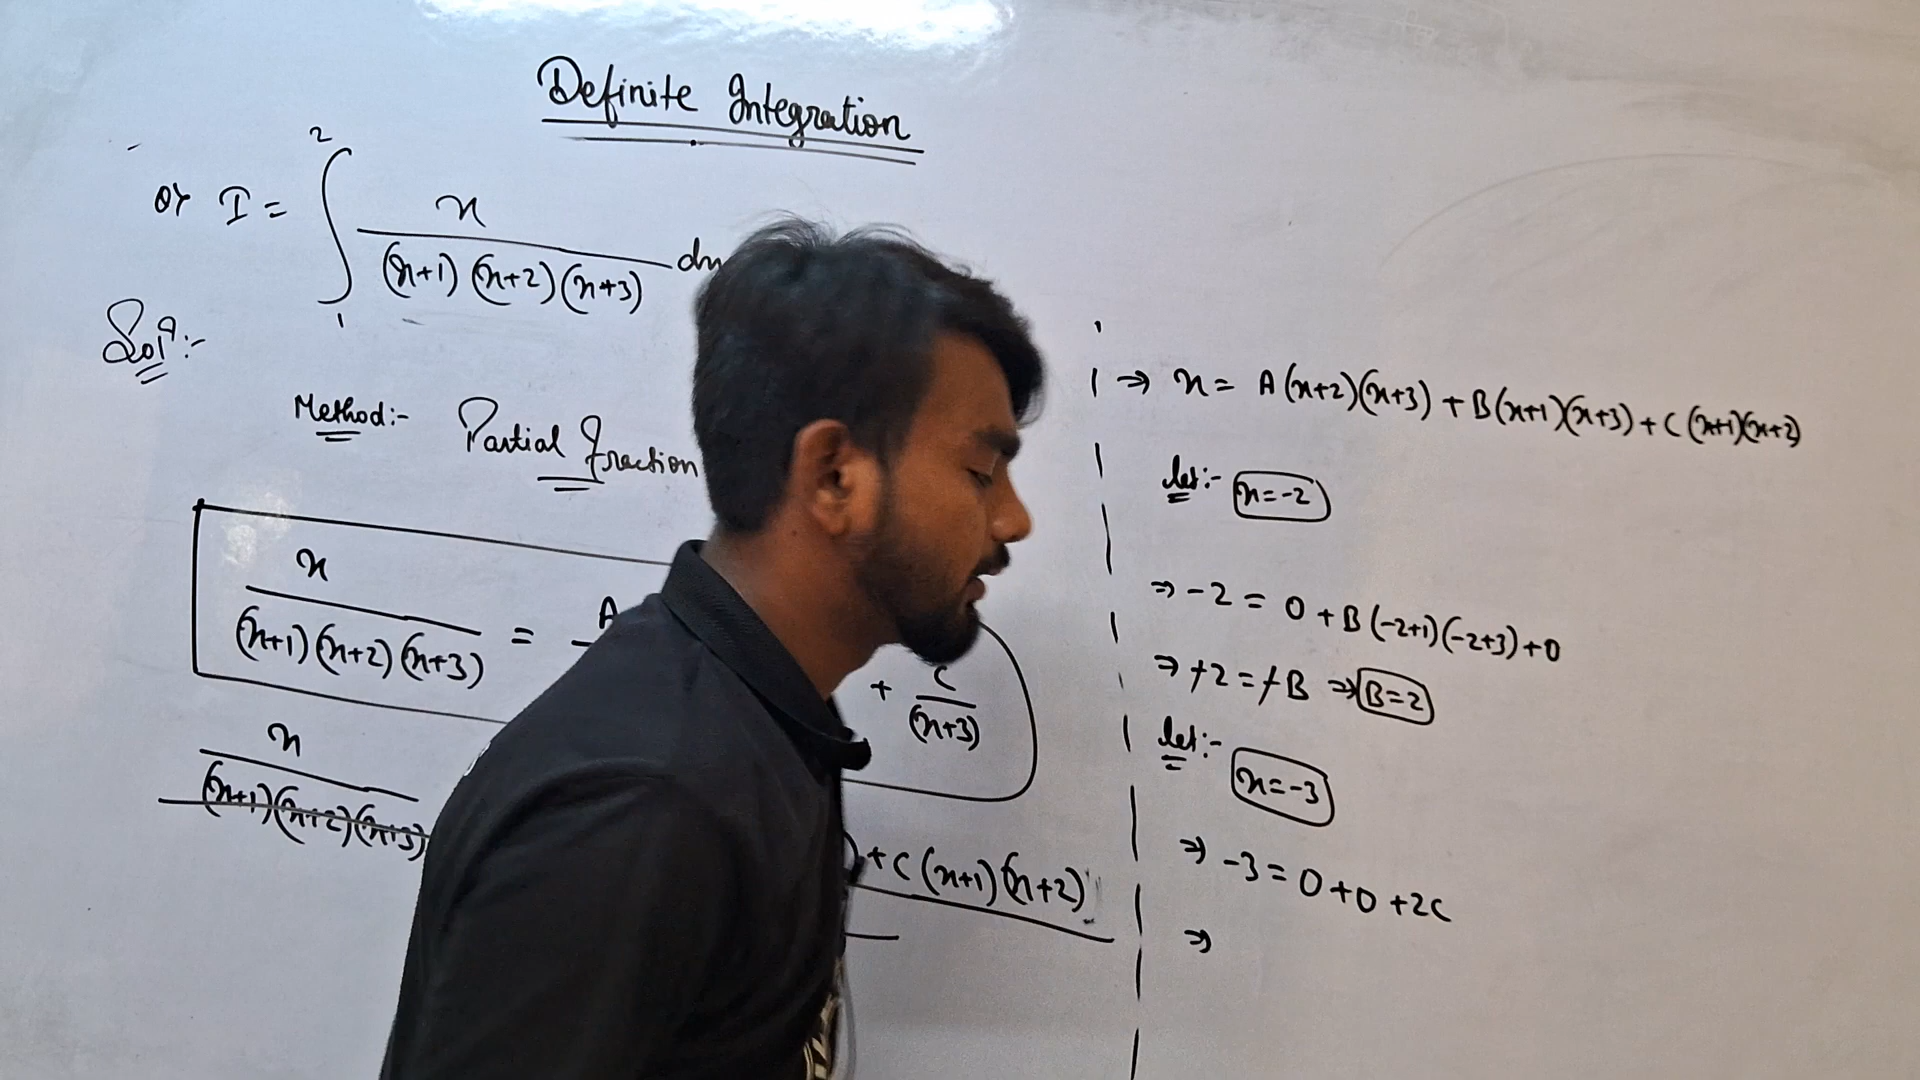 Definite Integration
or I = ∫₁² x/((x+1)(x+2)(x+3)) dx
Solⁿ:-
Method:- Partial Fraction
x/((x+1)(x+2)(x+3)) = A + C/(x+3)
x/((x+1)(x+2)(x+3)) ) + C(x+1)(x+2)
⇒ x = A(x+2)(x+3) + B(x+1)(x+3) + C(x+1)(x+2)
let:- x=-2
⇒ -2 = 0 + B(-2+1)(-2+3) + 0
⇒ +2 = +B ⇒ B=2
let:- x=-3
⇒ -3 = 0 + 0 + 2C
⇒